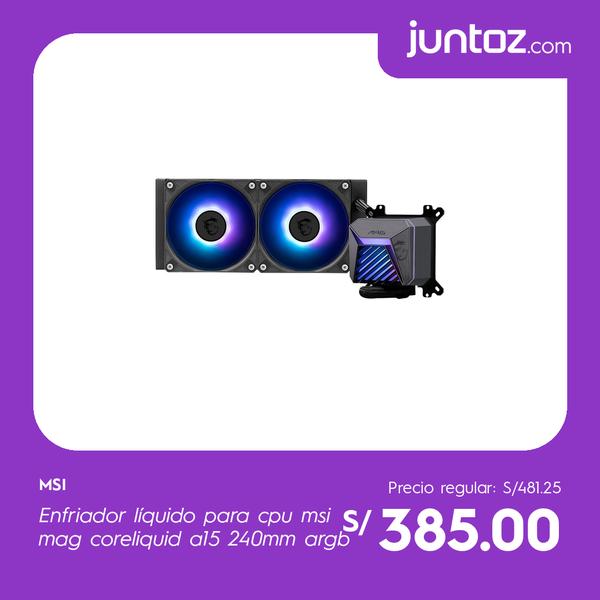 juntoz.com
MAG
MSI
Precio regular: S/481.25
Enfriador líquido para cpu msi
mag coreliquid a15 240mm argb
S/ 385.00